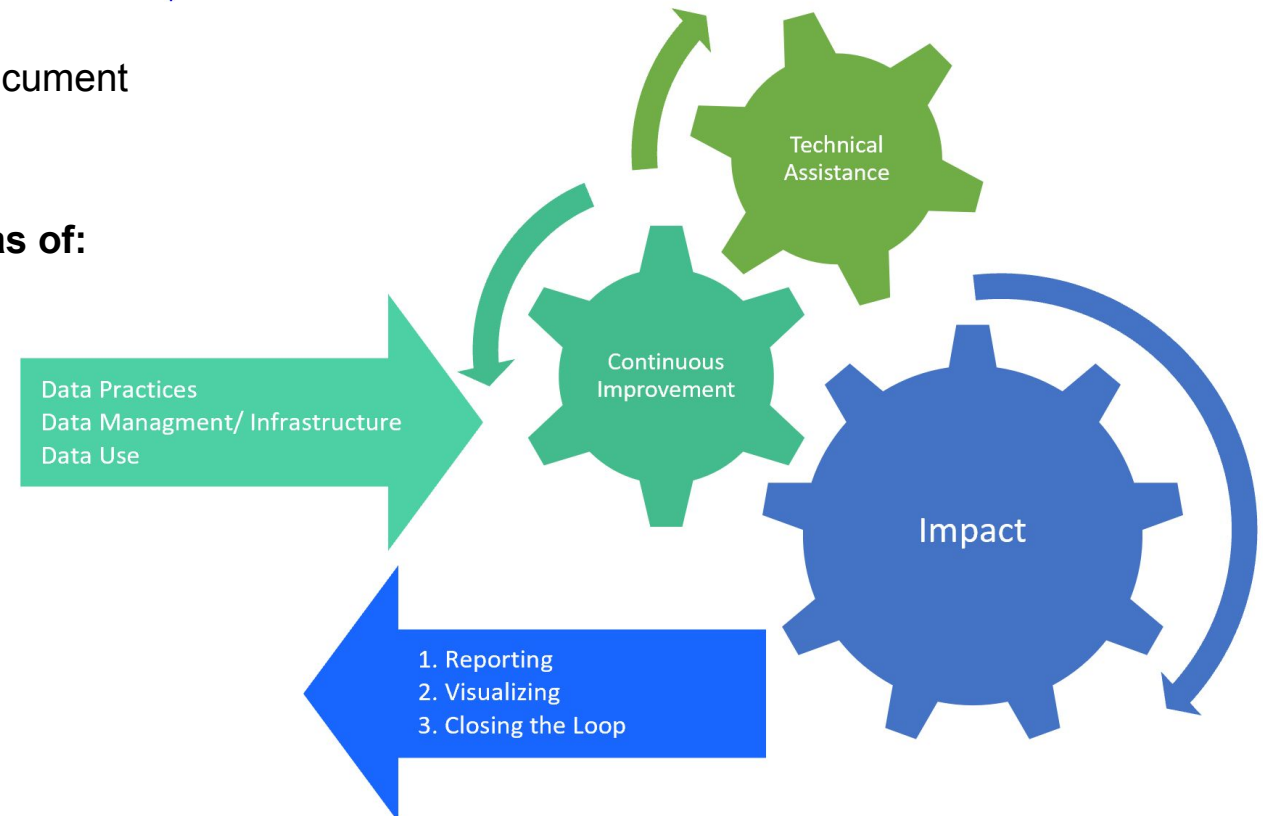 cument
as of:
Technical
Assistance
Continuous
Improvement
Data Practices
Data Managment/ Infrastructure
Data Use
Impact
1. Reporting
2. Visualizing
3. Closing the Loop